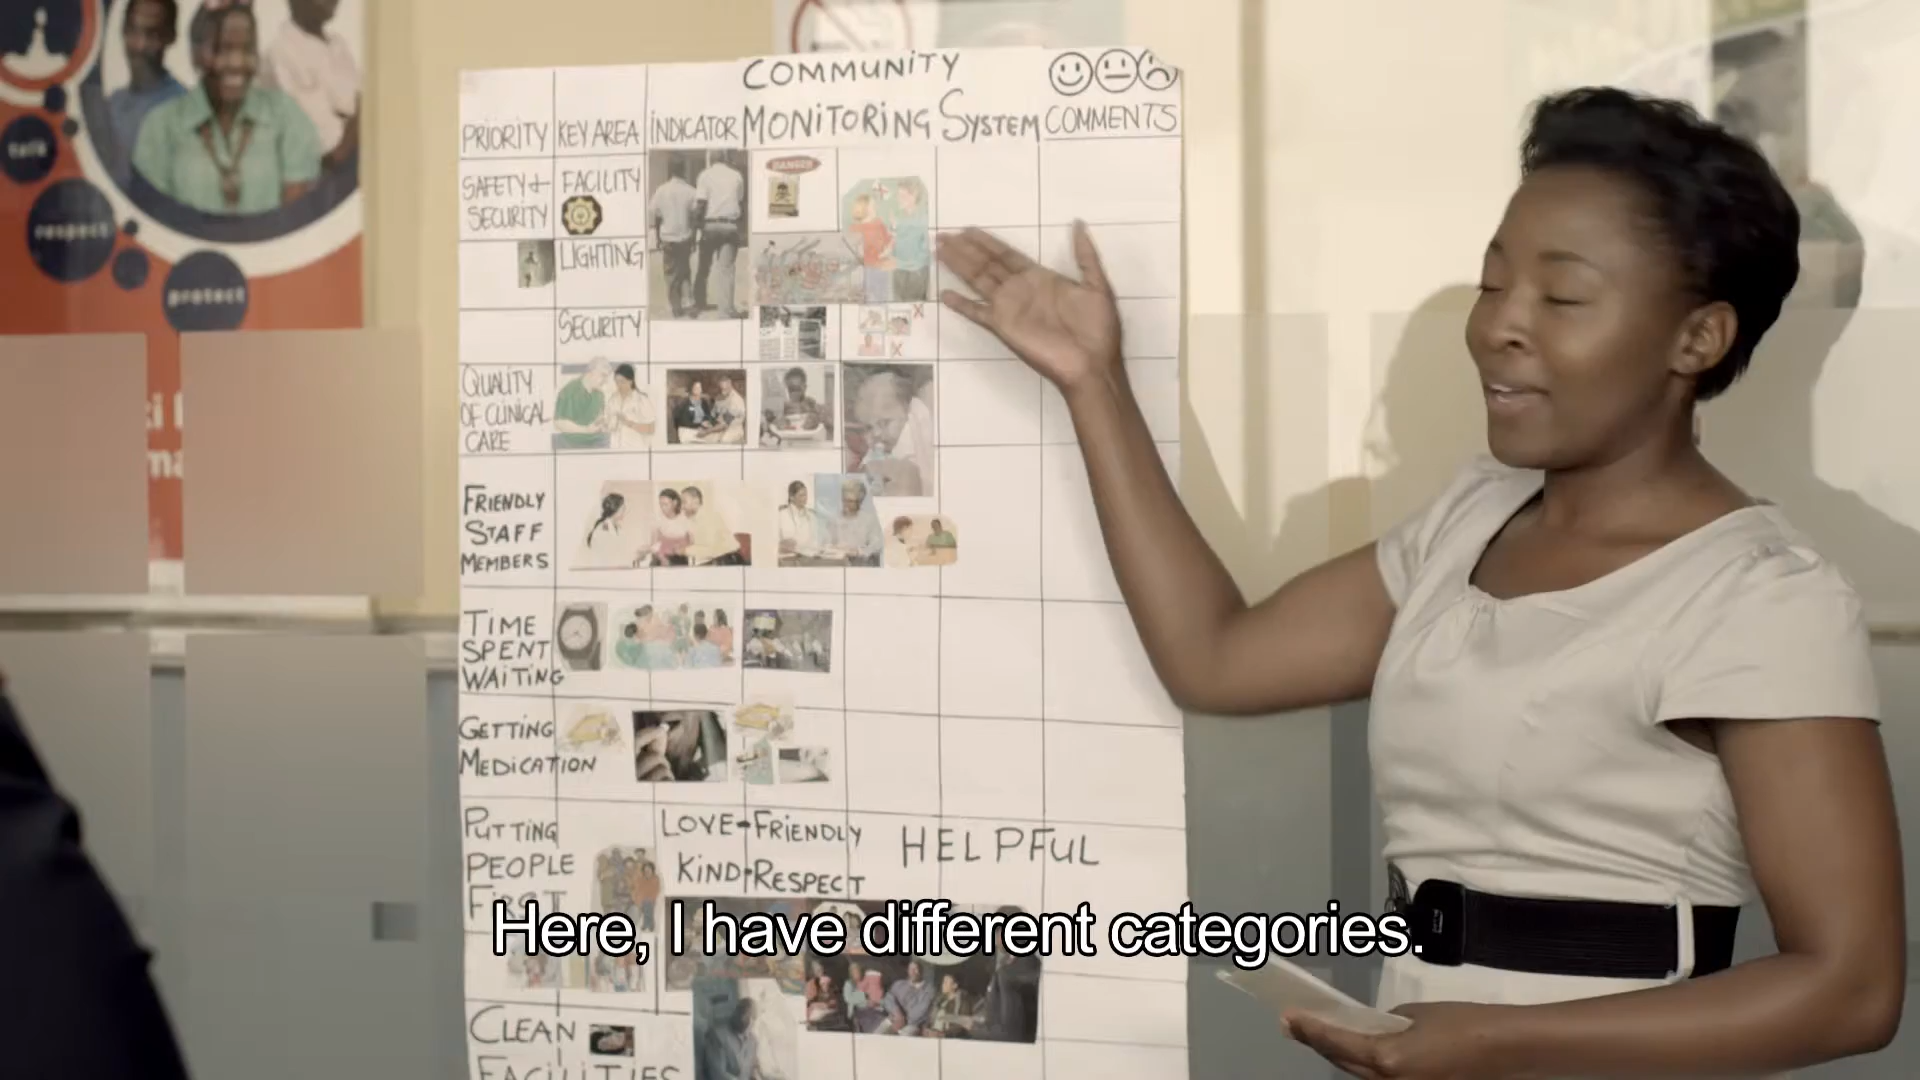 talk
respect
protect
COMMUNITY
MONITORING SYSTEM
PRIORITY
KEY AREA
INDICATOR
COMMENTS
SAFETY +
SECURITY
FACILITY
DANGER
LIGHTING
SECURITY
QUALITY
OF CLINICAL
CARE
FRIENDLY
STAFF
MEMBERS
TIME
SPENT
WAITING
GETTING
MEDICATION
PUTTING
PEOPLE
FIRST
LOVE-FRIENDLY
KIND-RESPECT
HELPFUL
CLEAN
FACILITIES
Here, I have different categories.